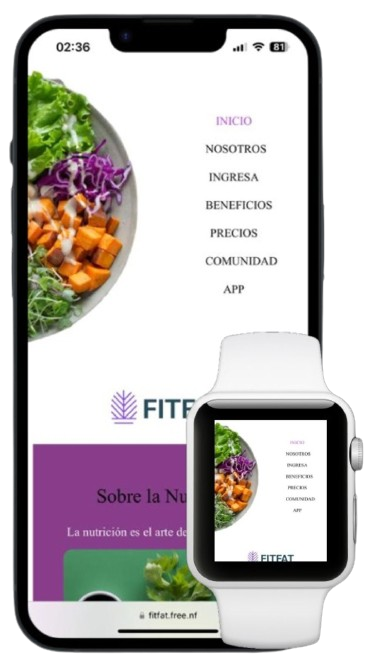 02:36
81
INICIO
NOSOTROS
INGRESA
BENEFICIOS
PRECIOS
COMUNIDAD
APP
FITF
Sobre la Nu
La nutrición es el arte de
fitfat.free.nf
INICIO
NOSOTROS
INGRESA
BENEFICIOS
PRECIOS
COMUNIDAD
APP
FITFAT